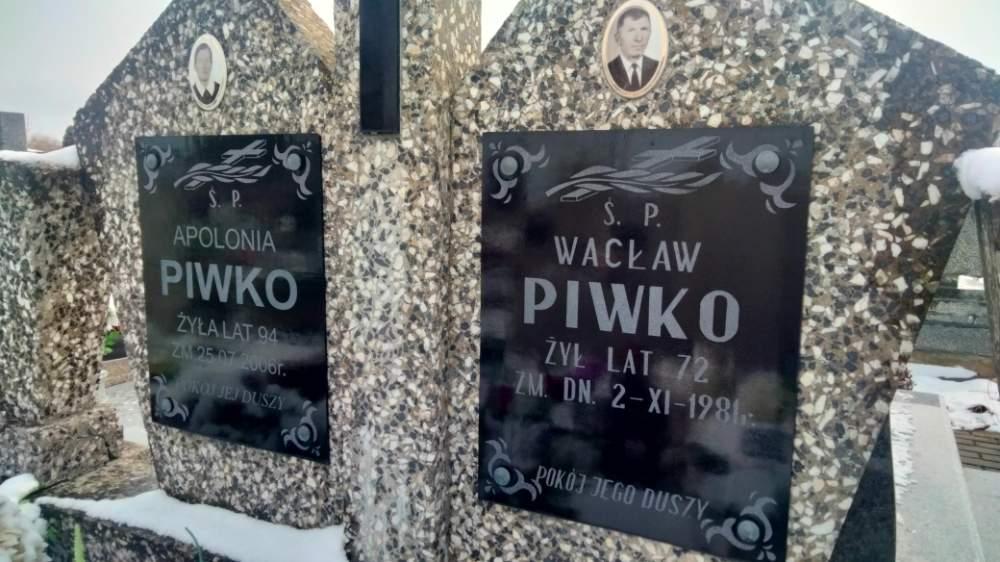 Ś. P.
APOLONIA
PIWKO
ŻYŁA LAT 94
ZM 25.07.2006r.
POKÓJ JEJ DUSZY
Ś. P.
WACŁAW
PIWKO
ŻYŁ LAT 72
ZM. DN. 2-XI-1981r.
POKÓJ JEGO DUSZY